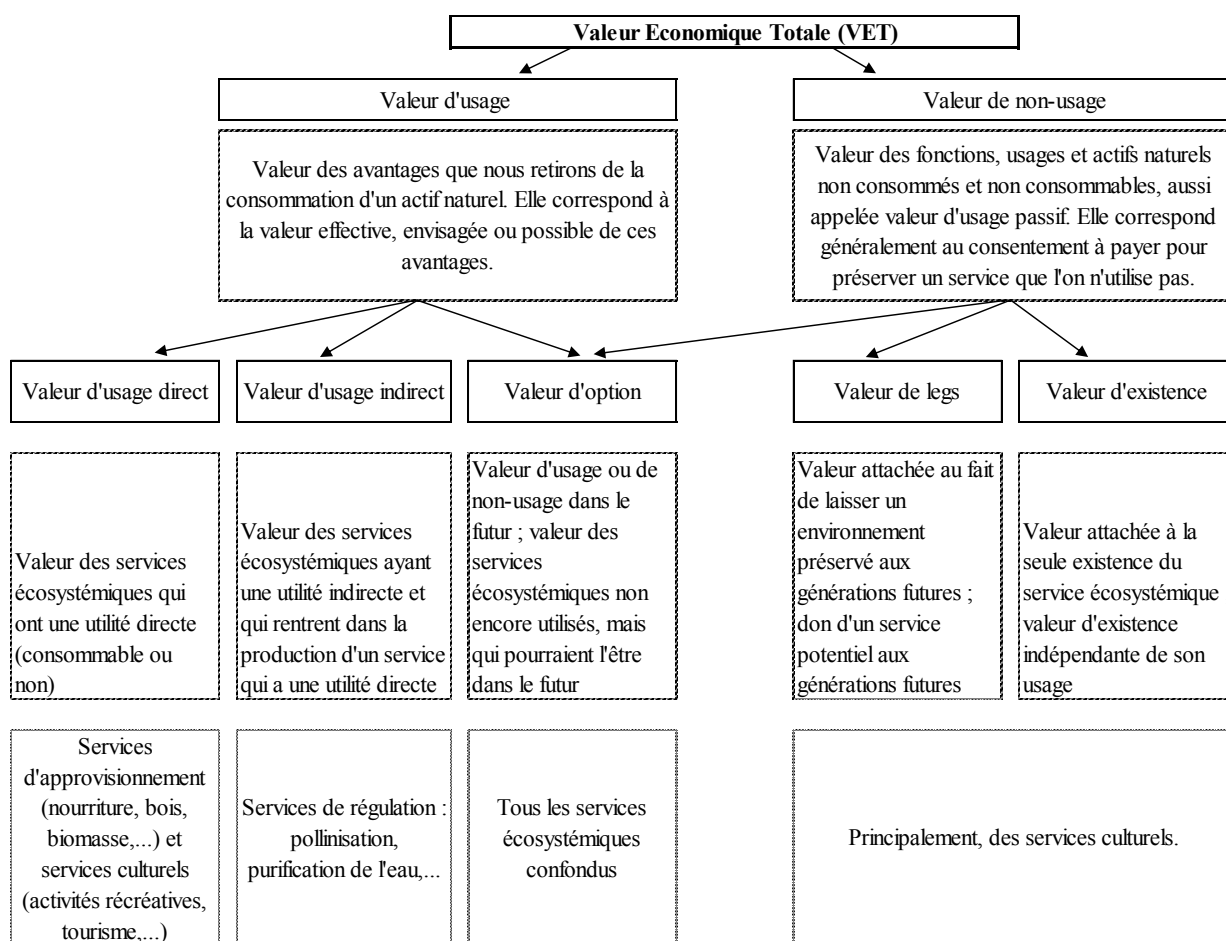 Valeur Economique Totale (VET)
Valeur d'usage
Valeur de non-usage
Valeur des avantages que nous retirons de la
consommation d'un actif naturel. Elle correspond à
la valeur effective, envisagée ou possible de ces
avantages.
Valeur des fonctions, usages et actifs naturels
non consommés et non consommables, aussi
appelée valeur d'usage passif. Elle correspond
généralement au consentement à payer pour
préserver un service que l'on n'utilise pas.
Valeur d'usage direct
Valeur d'usage indirect
Valeur d'option
Valeur de legs
Valeur d'existence
Valeur des services
écosystémiques qui
ont une utilité directe
(consommable ou
non)
Valeur des services
écosystémiques ayant
une utilité indirecte et
qui rentrent dans la
production d'un service
qui a une utilité directe
Valeur d'usage ou de
non-usage dans le
futur ; valeur des
services
écosystémiques non
encore utilisés, mais
qui pourraient l'être
dans le futur
Valeur attachée au fait
de laisser un
environnement
préservé aux
générations futures ;
don d'un service
potentiel aux
générations futures
Valeur attachée à la
seule existence du
service écosystémique
valeur d'existence
indépendante de son
usage
Services
d'approvisionnement
(nourriture, bois,
biomasse,...) et
services culturels
(activités récréatives,
tourisme,...)
Services de régulation :
pollinisation,
purification de l'eau,...
Tous les services
écosystémiques
confondus
Principalement, des services culturels.